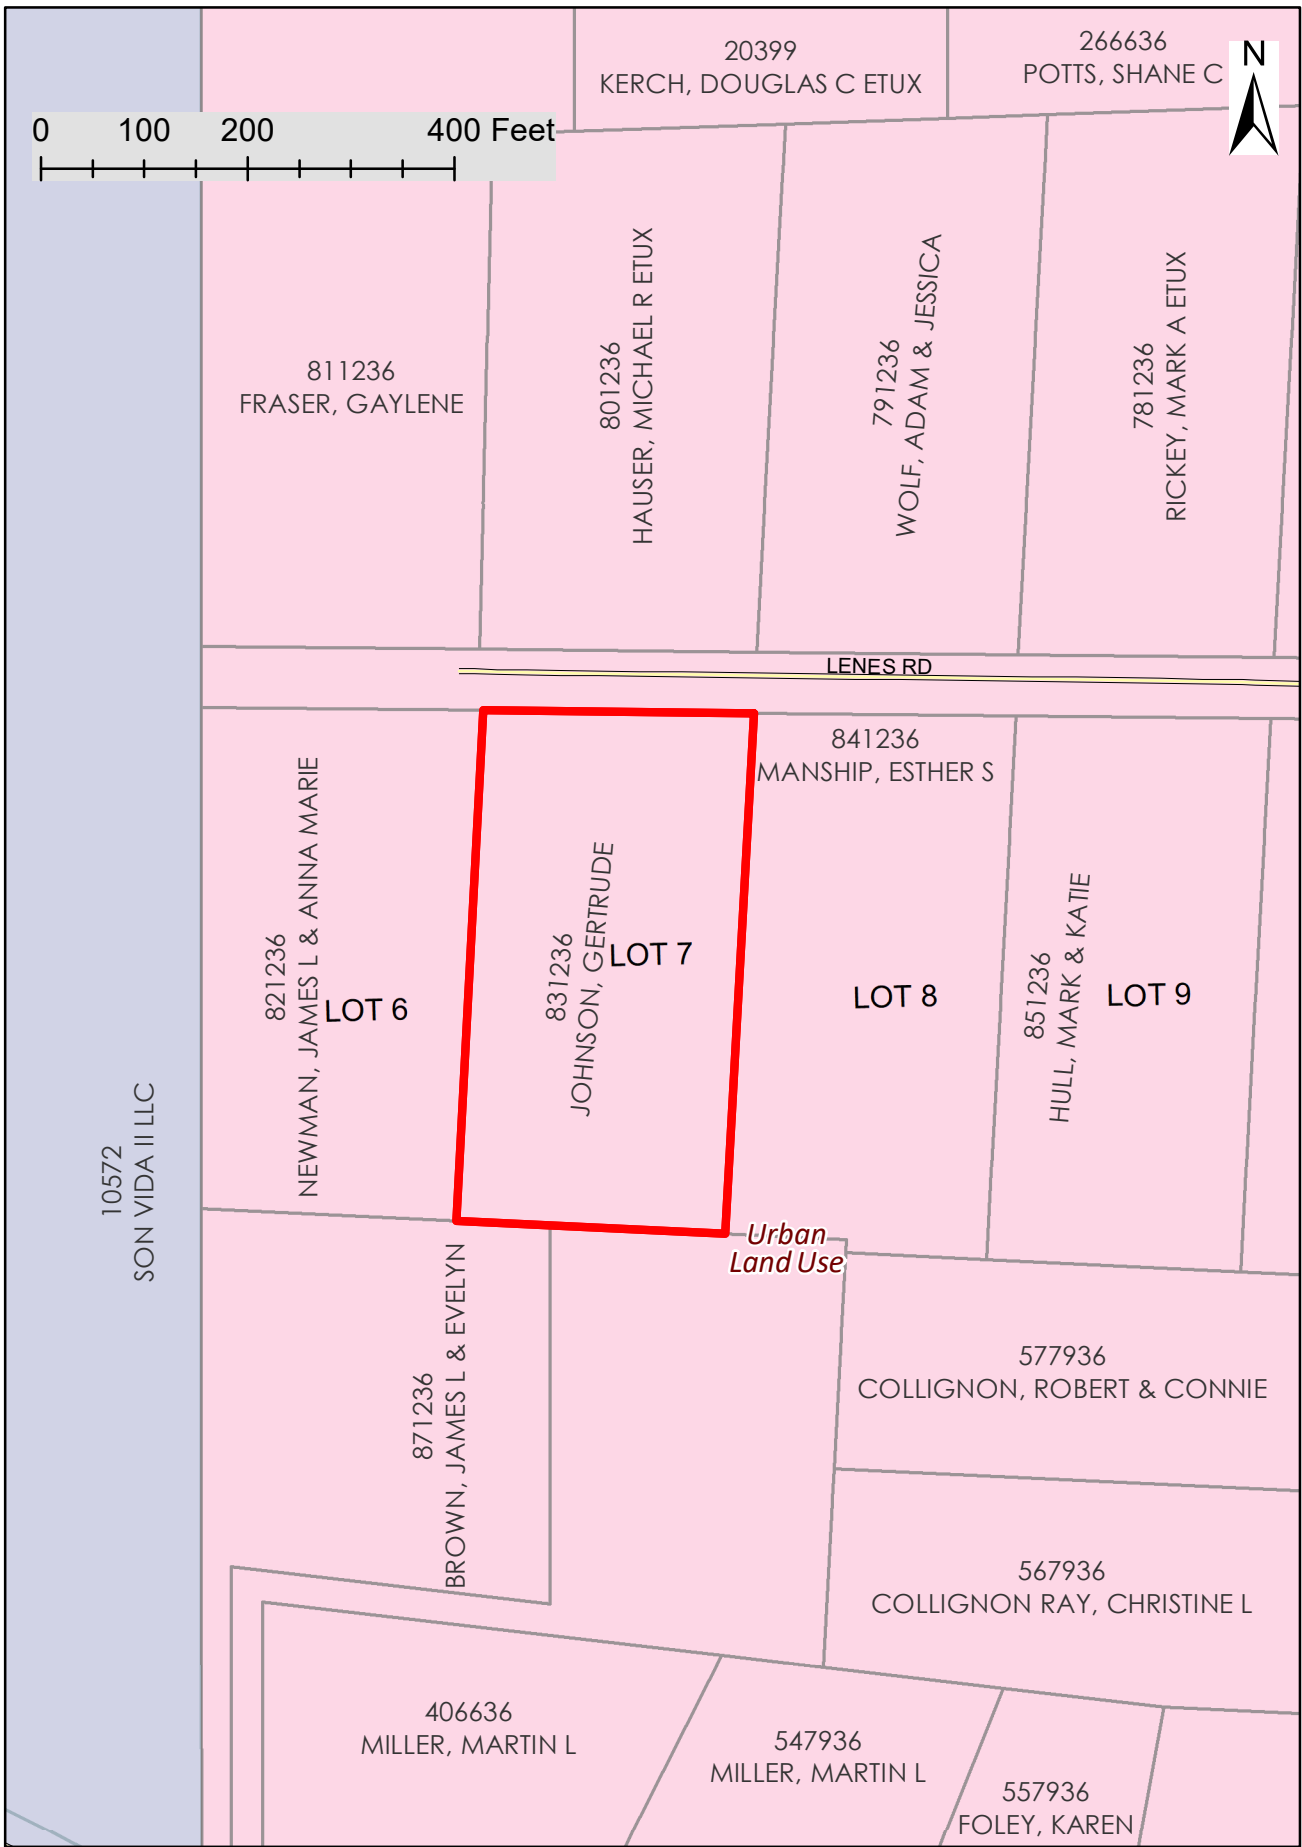 20399
KERCH, DOUGLAS C ETUX
266636
POTTS, SHANE C
N
0 100 200 400 Feet
811236
FRASER, GAYLENE
801236
HAUSER, MICHAEL R ETUX
791236
WOLF, ADAM & JESSICA
781236
RICKEY, MARK A ETUX
LENES RD
821236
NEWMAN, JAMES L & ANNA MARIE
LOT 6
831236
JOHNSON, GERTRUDE
LOT 7
841236
MANSHIP, ESTHER S
LOT 8
851236
HULL, MARK & KATIE
LOT 9
10572
SON VIDA II LLC
Urban
Land Use
871236
BROWN, JAMES L & EVELYN
577936
COLLIGNON, ROBERT & CONNIE
567936
COLLIGNON RAY, CHRISTINE L
406636
MILLER, MARTIN L
547936
MILLER, MARTIN L
557936
FOLEY, KAREN